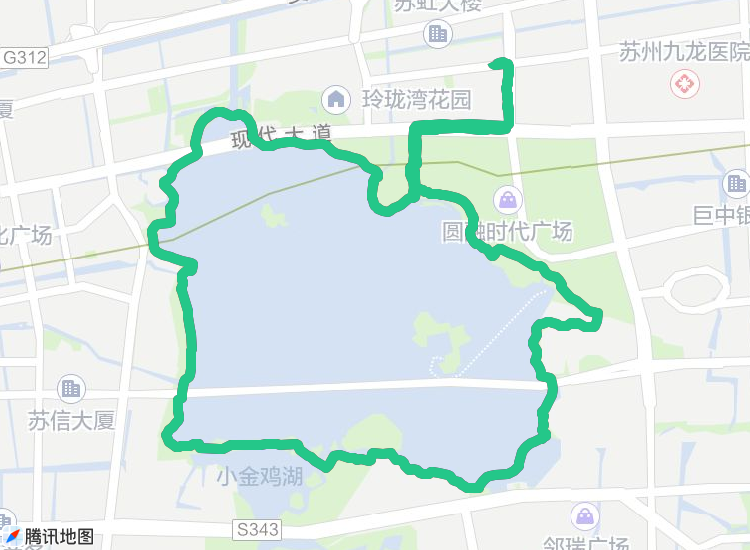 苏虹大楼
G312
苏州九龙医院
玲珑湾花园
现代大道
圆融时代广场
巨中银
北广场
苏信大厦
小金鸡湖
S343
邻瑞广场
腾讯地图